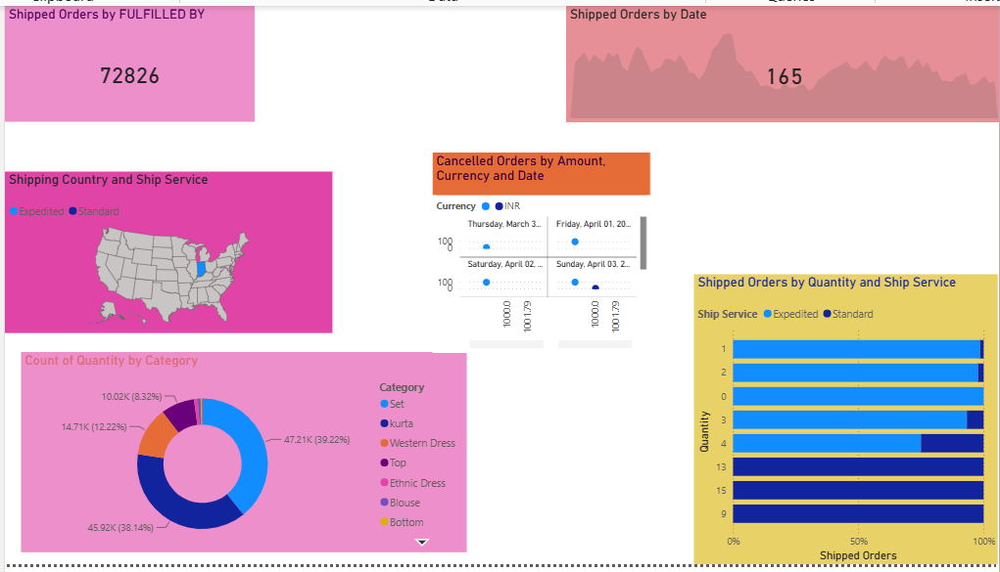 Shipped Orders by FULFILLED BY
72826
Shipped Orders by Date
165
Shipping Country and Ship Service
Expedited Standard
Cancelled Orders by Amount,
Currency and Date
Currency INR
Thursday, March 3... Friday, April 01, 20...
100
0
Saturday, April 02, ... Sunday, April 03, 2...
100
0
1000.0 1001.79 1000.0 1001.79
Count of Quantity by Category
10.02K (8.32%)
14.71K (12.22%)
47.21K (39.22%)
45.92K (38.14%)
Category
Set
kurta
Western Dress
Top
Ethnic Dress
Blouse
Bottom
Shipped Orders by Quantity and Ship Service
Ship Service Expedited Standard
Quantity
1
2
0
3
4
13
15
9
0% 50% 100%
Shipped Orders